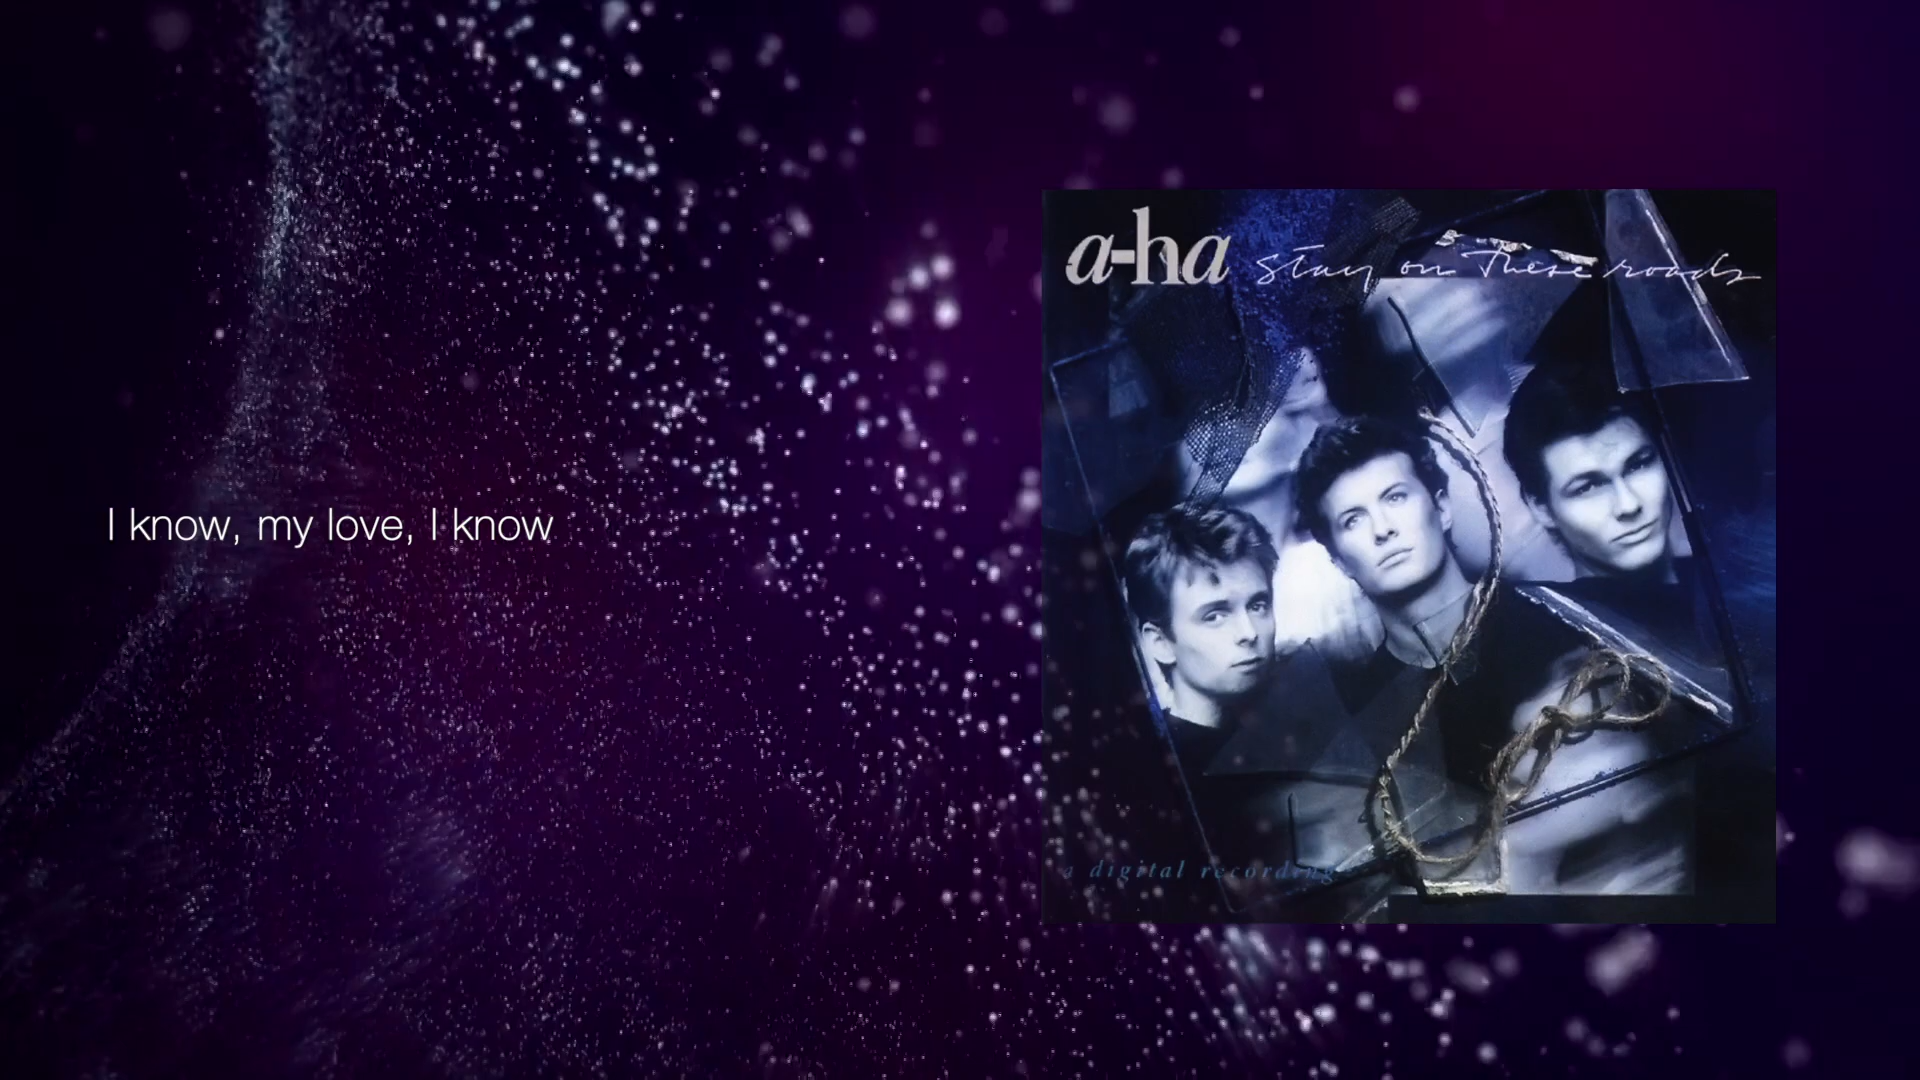 I know, my love, I know
a-ha stay on these roads
a digital recording